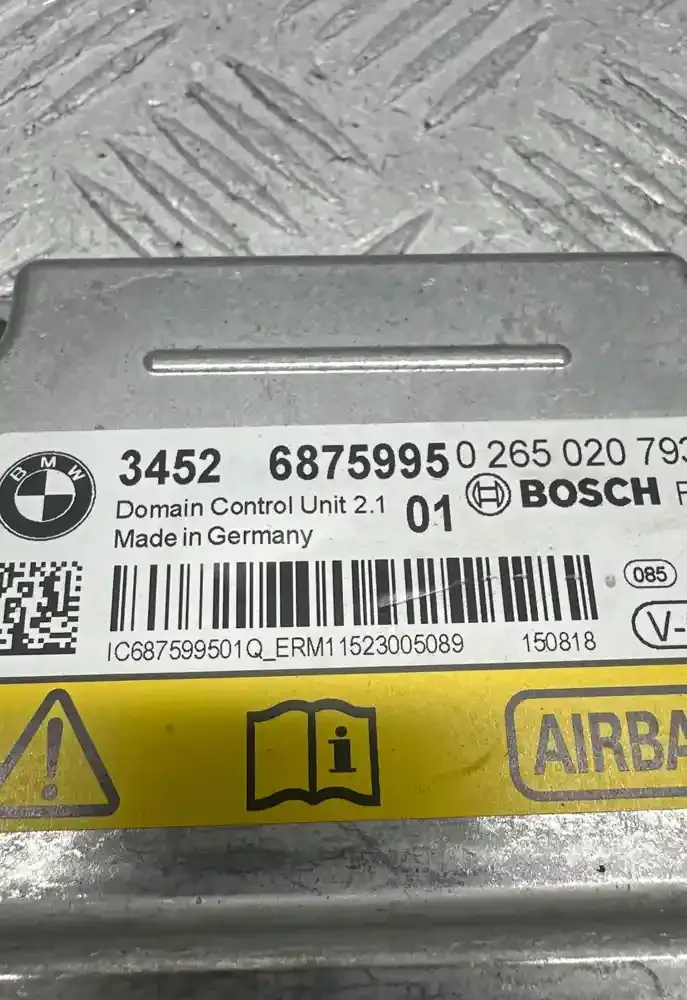 BMW
3452 6875995 0 265 020 793
Domain Control Unit 2.1 01 BOSCH
Made in Germany
085
IC687599501Q_ERM11523005089 150818